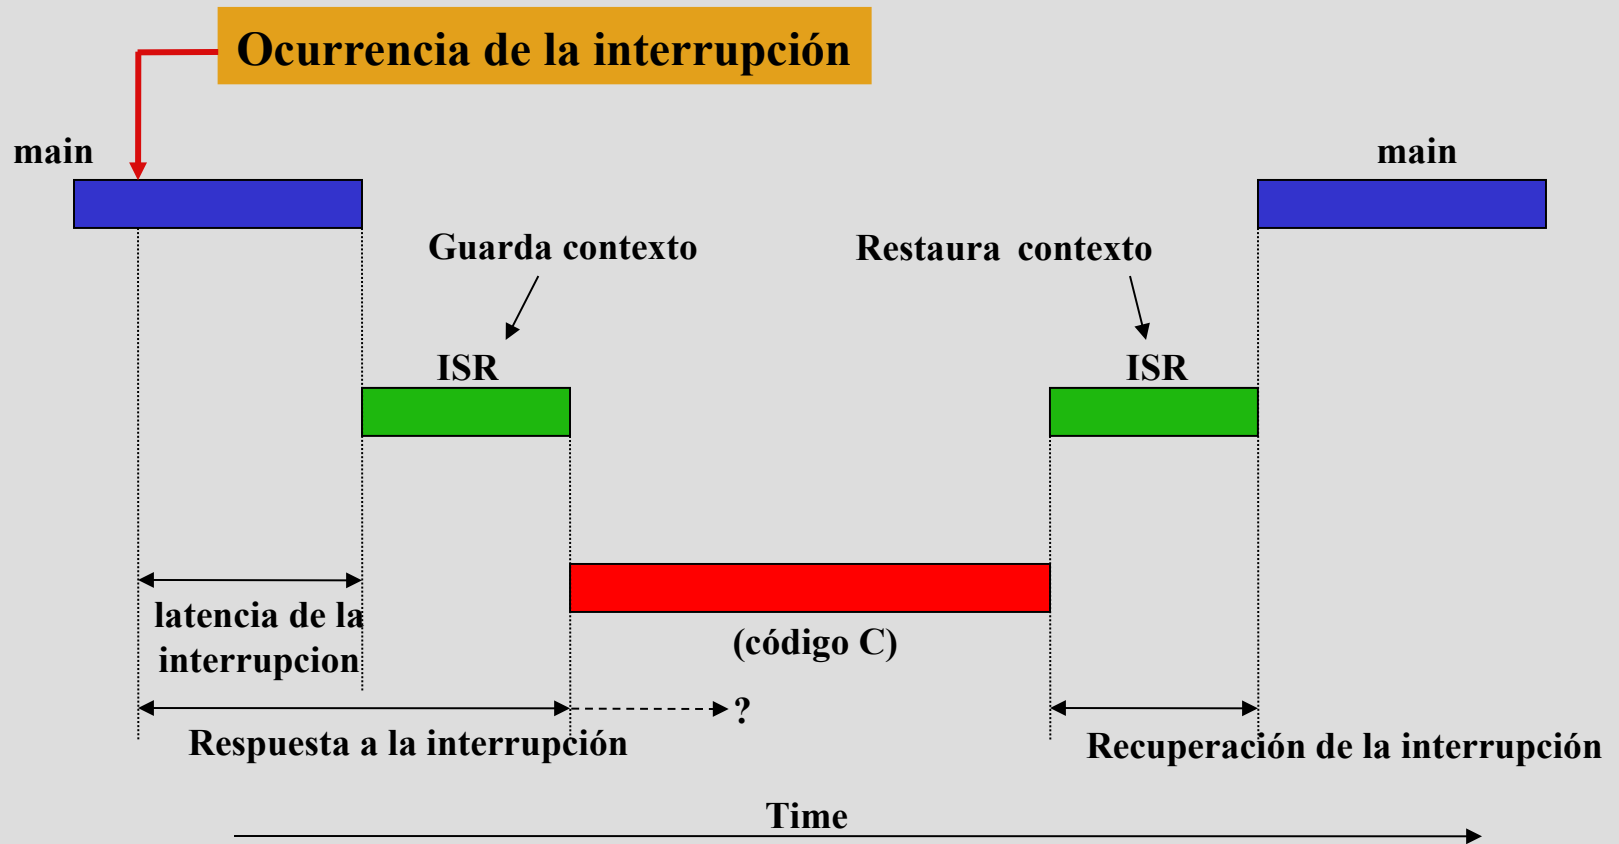 Ocurrencia de la interrupción
main
main
Guarda contexto
Restaura contexto
ISR
ISR
latencia de la
interrupcion
(código C)
?
Respuesta a la interrupción
Recuperación de la interrupción
Time